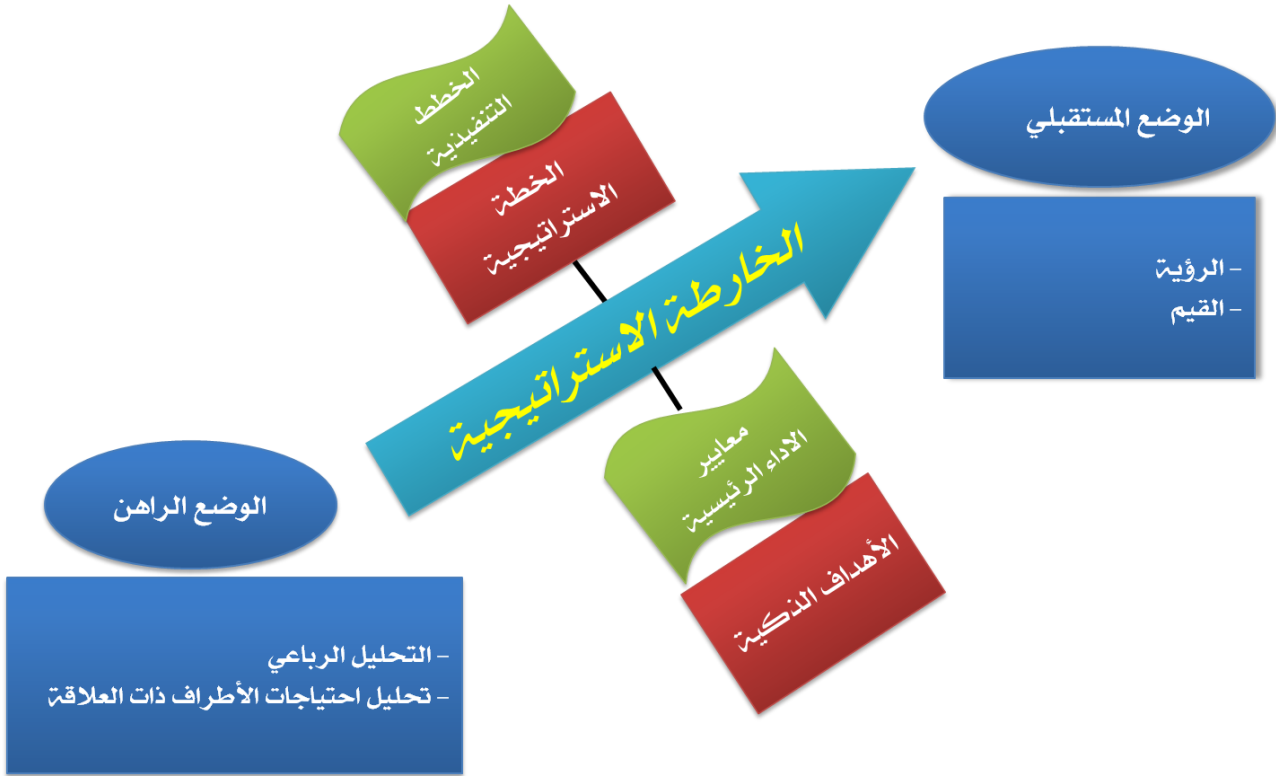 الوضع المستقبلي
- الرؤية
- القيم
الخطط
التنفيذية
الخطة
الاستراتيجية
الخارطة الاستراتيجية
معايير
الاداء الرئيسية
الأهداف الذكية
الوضع الراهن
- التحليل الرباعي
- تحليل احتياجات الأطراف ذات العلاقة